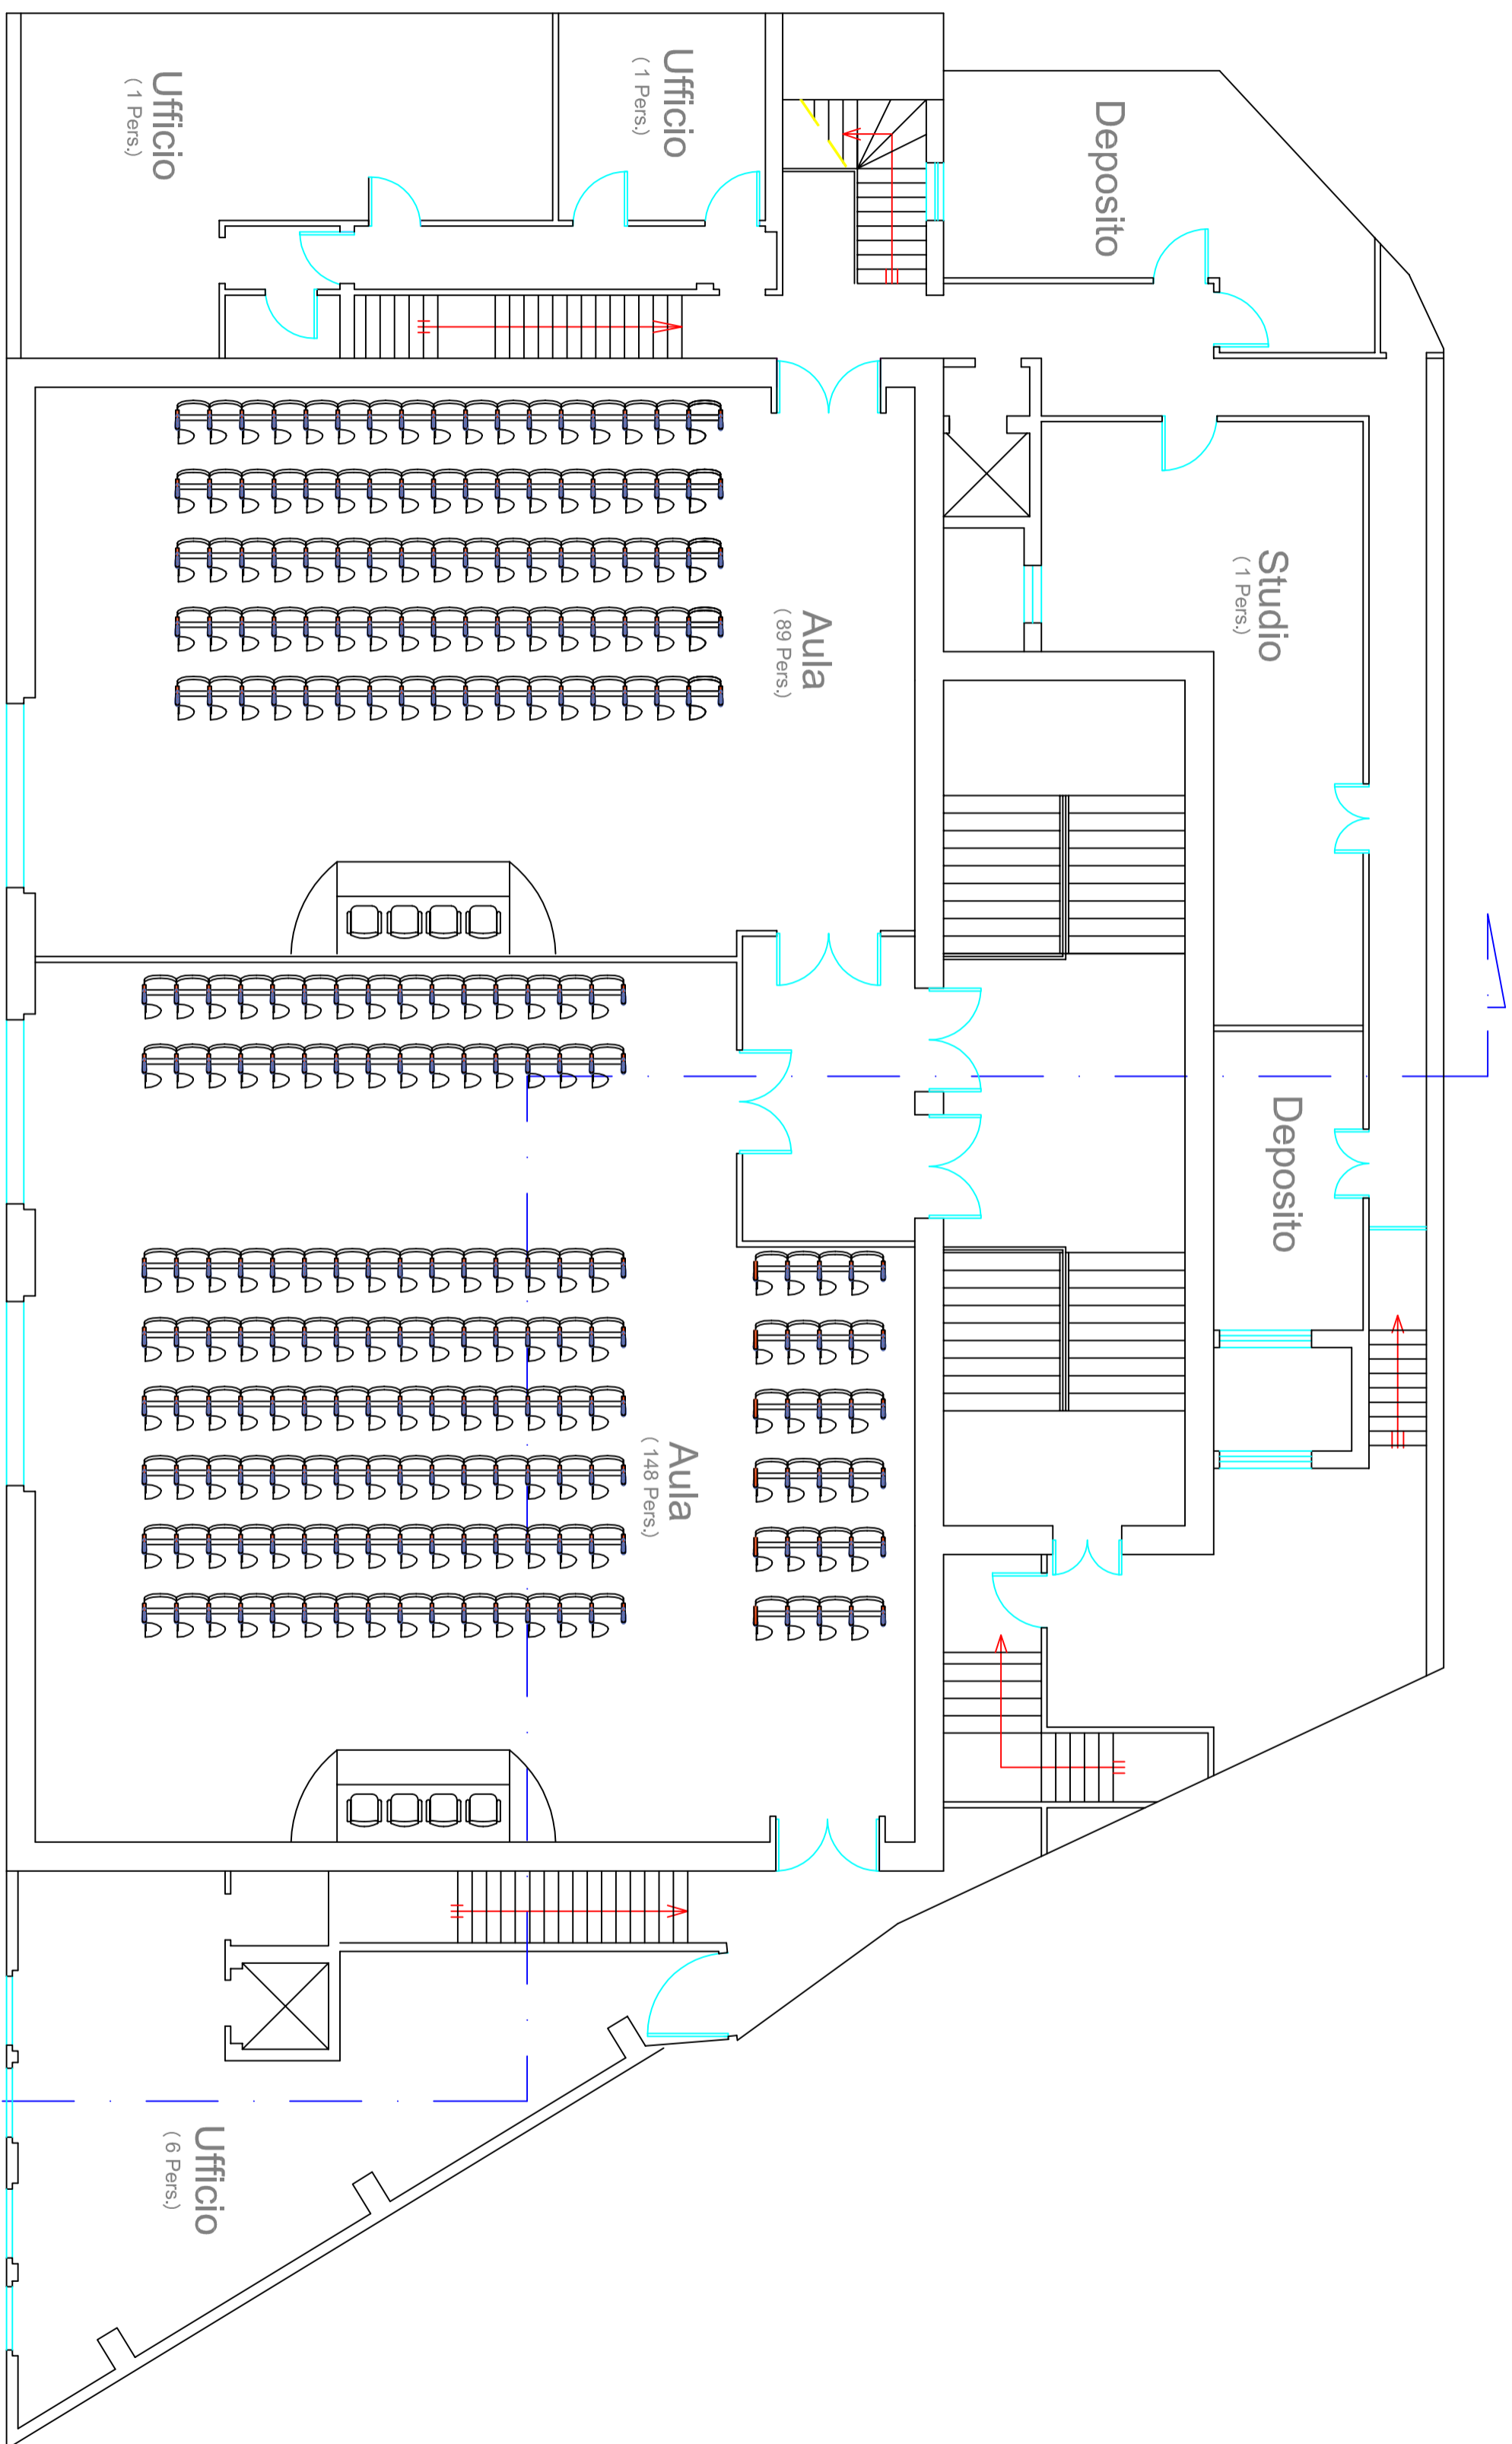 Ufficio
( 1 Pers.)
Ufficio
( 1 Pers.)
Deposito
Aula
( 89 Pers.)
Studio
( 1 Pers.)
Deposito
Aula
( 148 Pers.)
Ufficio
( 6 Pers.)